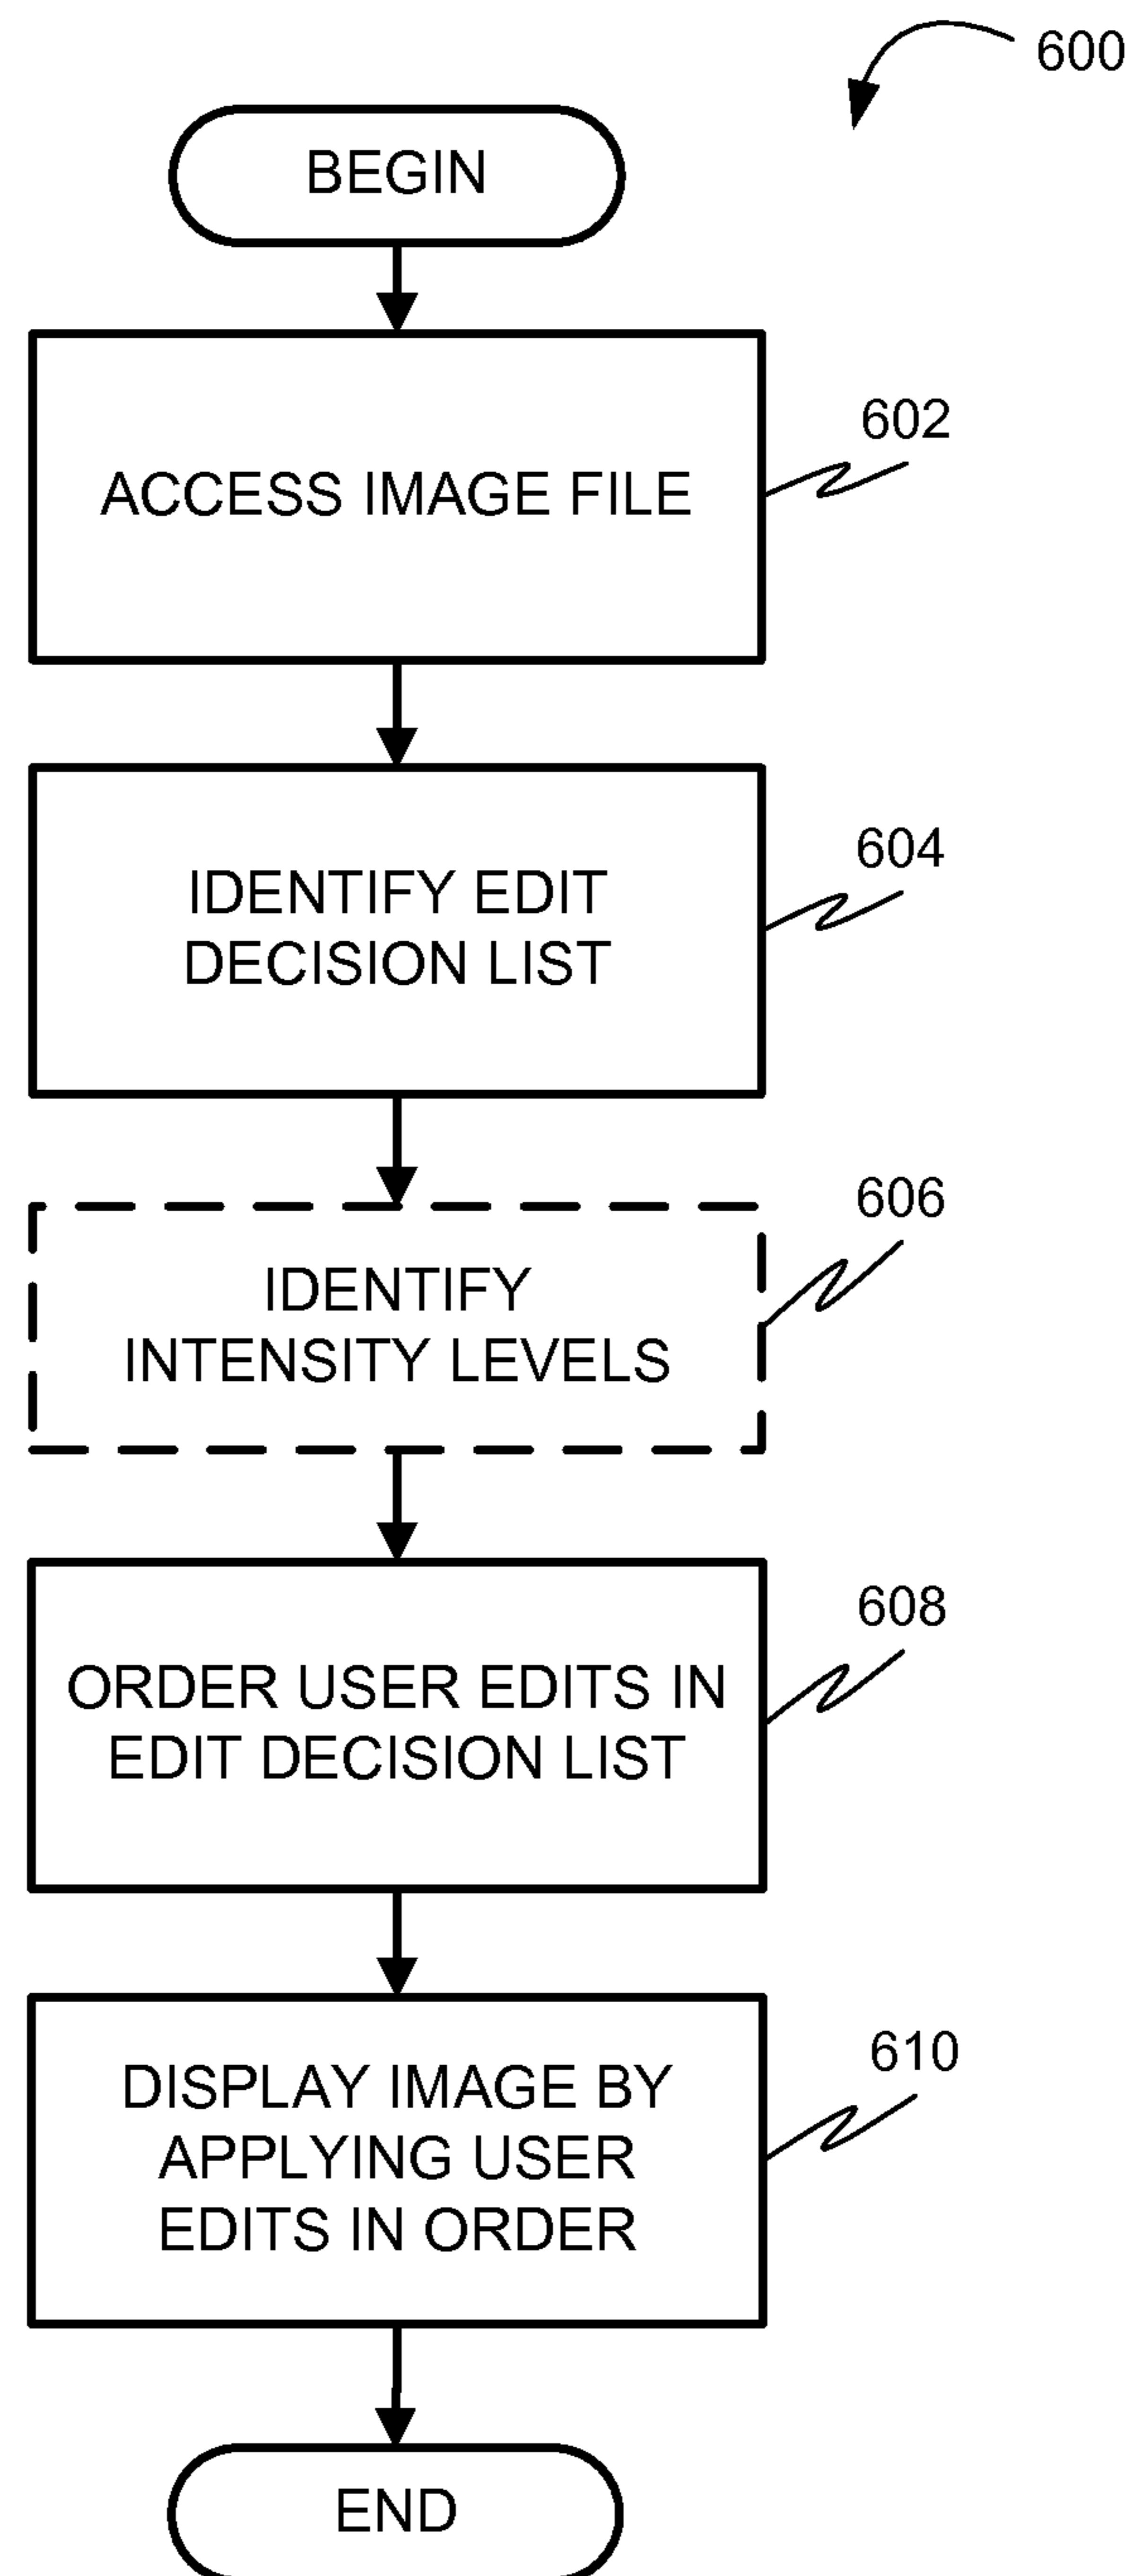 600
BEGIN
602
ACCESS IMAGE FILE
604
IDENTIFY EDIT
DECISION LIST
606
IDENTIFY
INTENSITY LEVELS
608
ORDER USER EDITS IN
EDIT DECISION LIST
610
DISPLAY IMAGE BY
APPLYING USER
EDITS IN ORDER
END